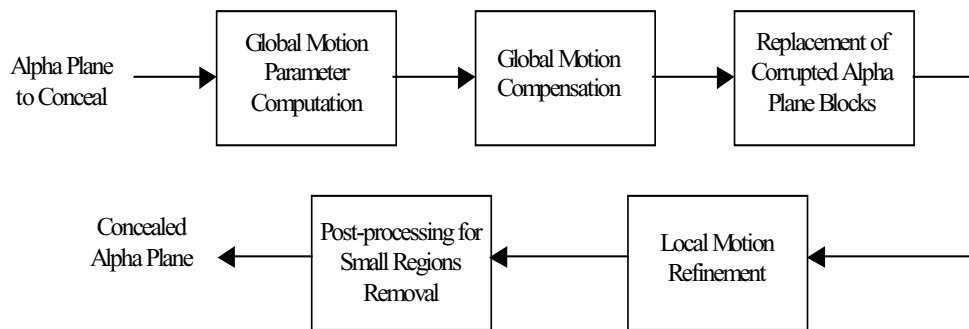 Alpha Plane
to Conceal
Global Motion
Parameter
Computation
Global Motion
Compensation
Replacement of
Corrupted Alpha
Plane Blocks
Concealed
Alpha Plane
Post-processing for
Small Regions
Removal
Local Motion
Refinement